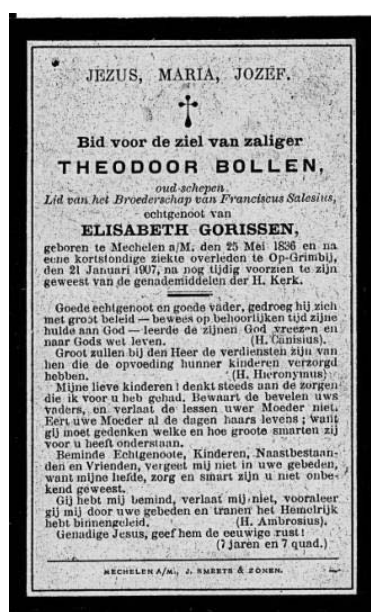 JEZUS, MARIA, JOZEF.
Bid voor de ziel van zaliger
THEODOOR BOLLEN,
oud-schepen
Lid van het Broederschap van Franciscus Salesius,
echtgenoot van
ELISABETH GORISSEN,
geboren te Mechelen a/M. den 25 Mei 1836 en na
eene kortstondige ziekte overleden te Op-Grimbij,
den 21 Januari 1907, na nog tijdig voorzien te zijn
geweest van de genademiddelen der H. Kerk.
Goede echtgenoot en goede vader, gedroeg hij zich
met groot beleid — bewees op behoorlijken tijd zijne
hulde aan God — leerde de zijnen God vreezen en
naar Gods wet leven. (H. Canisius).
Groot zullen bij den Heer de verdiensten zijn van
hen die de opvoeding hunner kinderen verzorgd
hebben. (H. Hieronymus)
Mijne lieve kinderen! denkt steeds aan de zorgen
die ik voor u heb gehad. Bewaart de bevelen uws
vaders, en verlaat de lessen uwer Moeder niet.
Eert uwe Moeder al de dagen haars levens; want
gij moet gedenken welke en hoe groote smarten zij
voor u heeft onderstaan.
Beminde Echtgenoote, Kinderen, Naastbestaan-
den en Vrienden, vergeet mij niet in uwe gebeden,
want mijne liefde, zorg en smart zijn u niet onbe-
kend geweest.
Gij hebt mij bemind, verlaat mij niet, vooraleer
gij mij door uwe gebeden en tranen het Hemelrijk
hebt binnengeleid. (H. Ambrosius).
Genadige Jesus, geef hem de eeuwige rust!
(7 jaren en 7 quad.)
MECHELEN A/M., J. SMEETS & ZONEN.